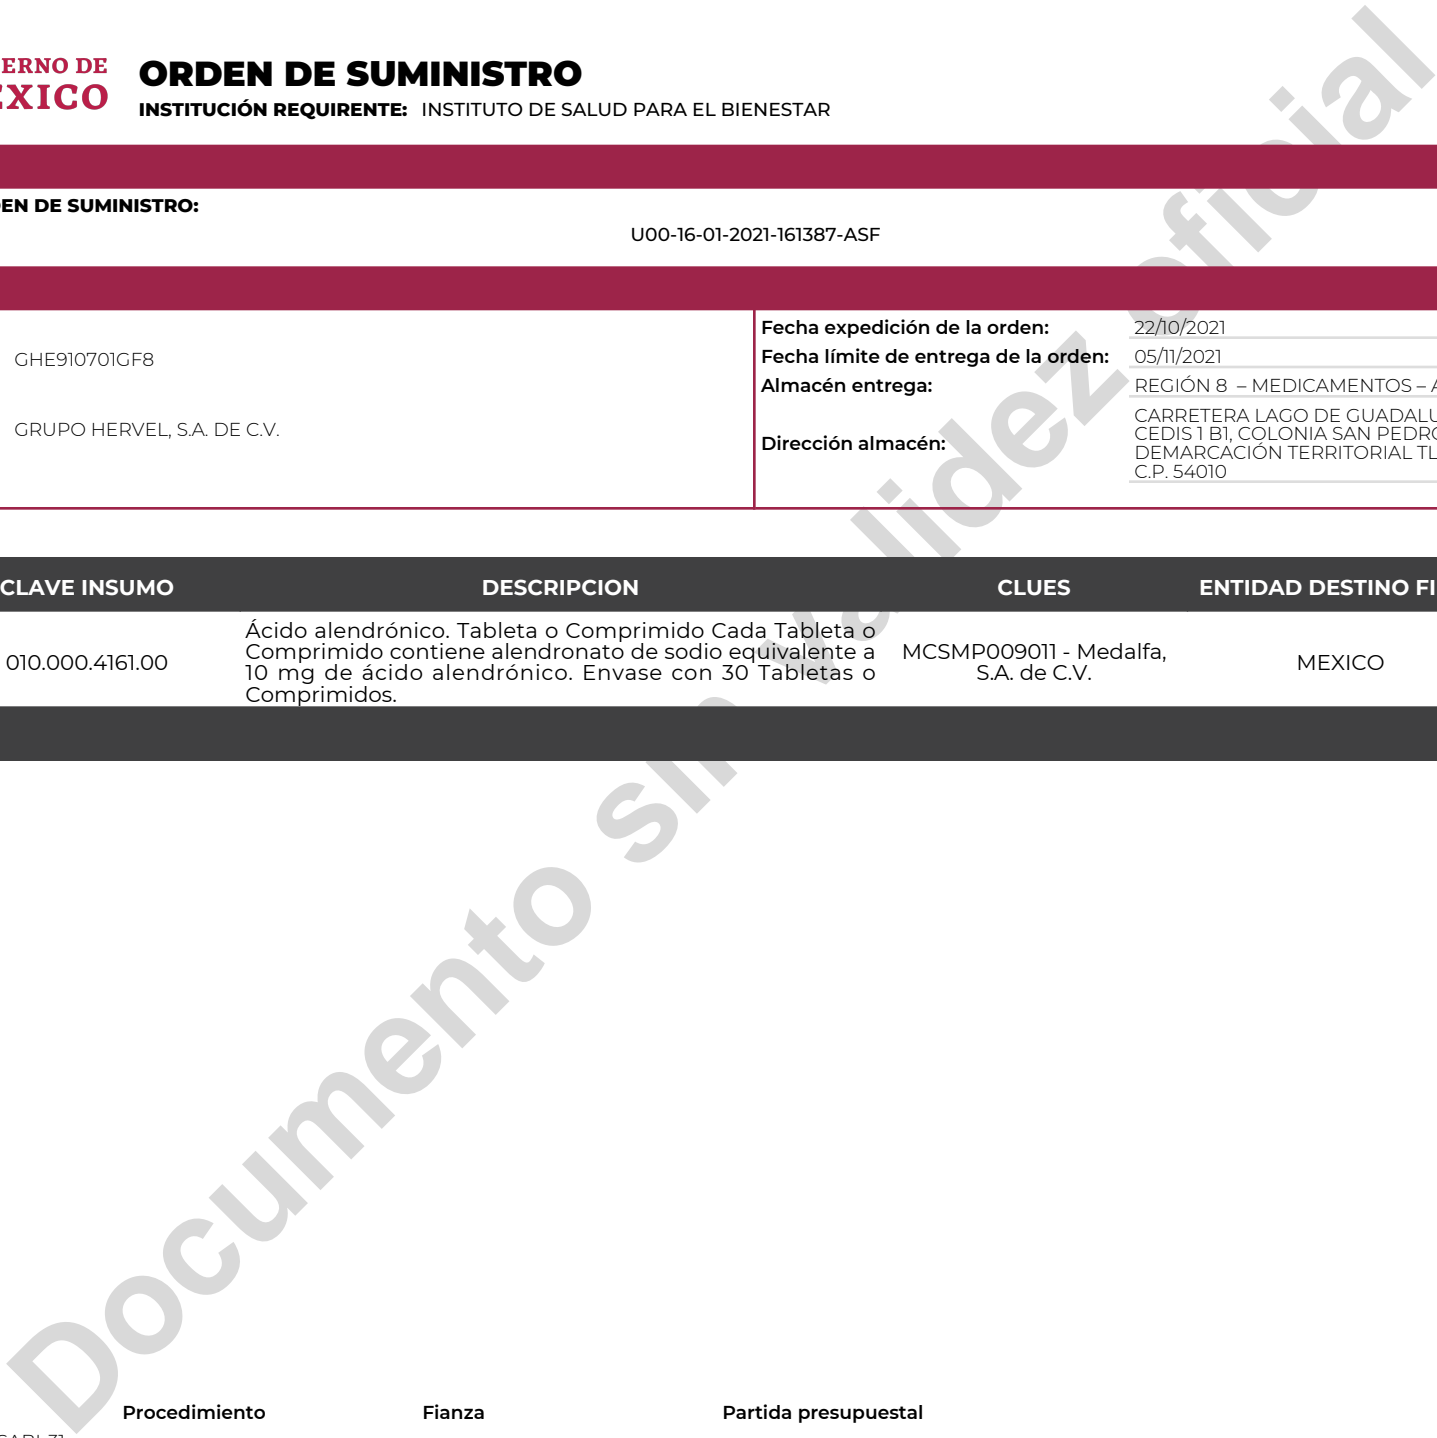 ERNO DE
EXICO
ORDEN DE SUMINISTRO
INSTITUCIÓN REQUIRENTE: INSTITUTO DE SALUD PARA EL BIENESTAR
EN DE SUMINISTRO:
U00-16-01-2021-161387-ASF
GHE910701GF8
GRUPO HERVEL, S.A. DE C.V.
Fecha expedición de la orden: 22/10/2021
Fecha límite de entrega de la orden: 05/11/2021
Almacén entrega: REGIÓN 8 – MEDICAMENTOS – A
Dirección almacén:
CARRETERA LAGO DE GUADALU
CEDIS 1 B1, COLONIA SAN PEDRO
DEMARCACIÓN TERRITORIAL TL
C.P. 54010
CLAVE INSUMO DESCRIPCION CLUES ENTIDAD DESTINO FI
010.000.4161.00
Ácido alendrónico. Tableta o Comprimido Cada Tableta o
Comprimido contiene alendronato de sodio equivalente a
10 mg de ácido alendrónico. Envase con 30 Tabletas o
Comprimidos.
MCSMP009011 - Medalfa,
S.A. de C.V.
MEXICO
Documento sin validez oficial
Procedimiento Fianza Partida presupuestal